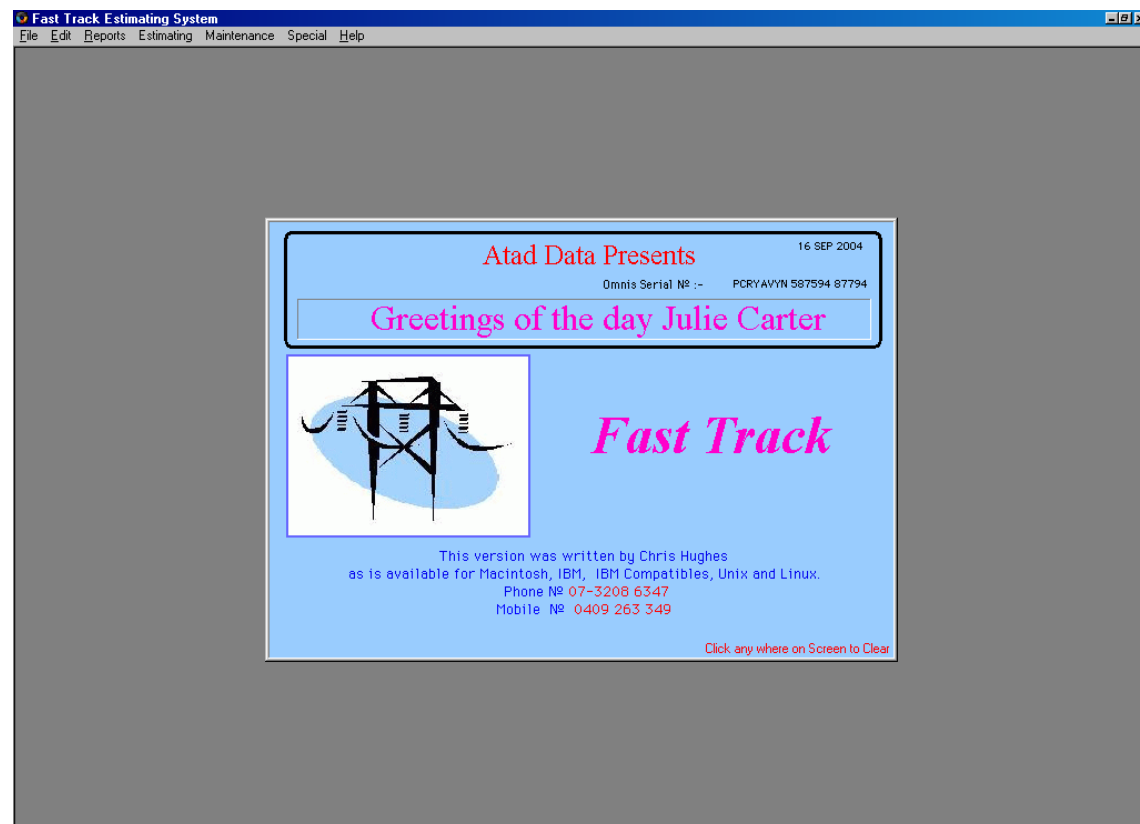 Fast Track Estimating System
File Edit Reports Estimating Maintenance Special Help
Atad Data Presents
16 SEP 2004
Omnis Serial Nº :- PCRYAVYN 587594 87794
Greetings of the day Julie Carter
Fast Track
This version was written by Chris Hughes
as is available for Macintosh, IBM, IBM Compatibles, Unix and Linux.
Phone Nº 07-3208 6347
Mobile Nº 0409 263 349
Click any where on Screen to Clear